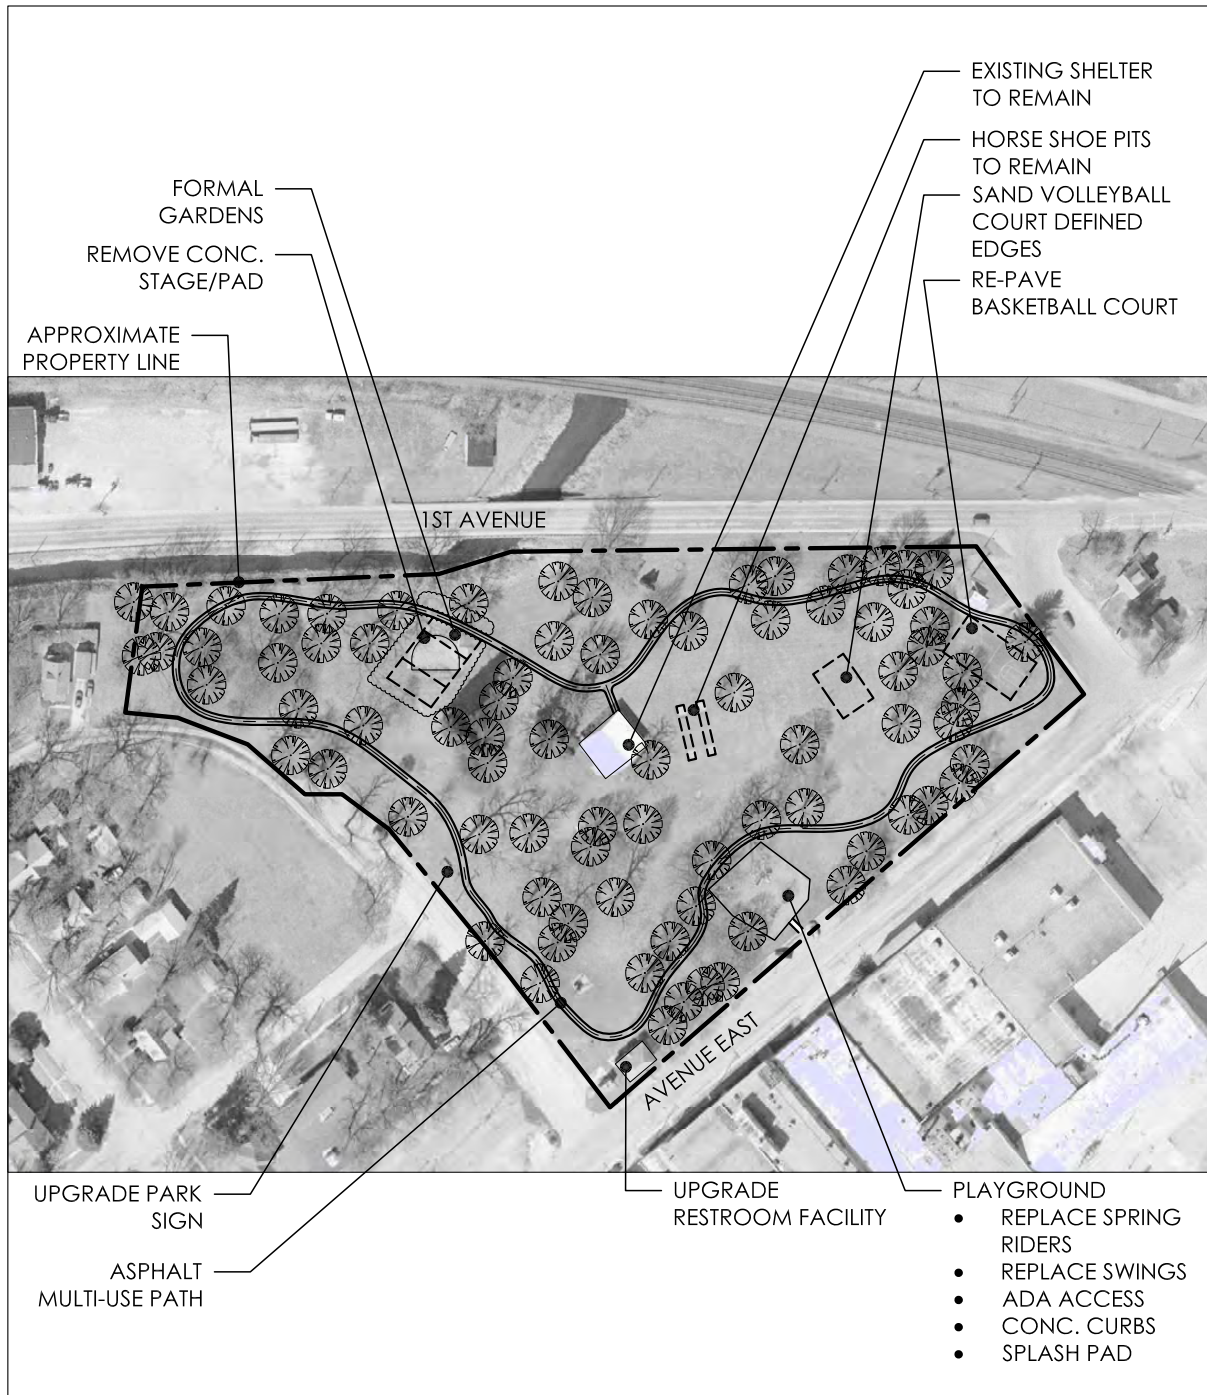 EXISTING SHELTER
TO REMAIN
HORSE SHOE PITS
TO REMAIN
SAND VOLLEYBALL
COURT DEFINED
EDGES
RE-PAVE
BASKETBALL COURT
FORMAL
GARDENS
REMOVE CONC.
STAGE/PAD
APPROXIMATE
PROPERTY LINE
1ST AVENUE
AVENUE EAST
UPGRADE PARK
SIGN
ASPHALT
MULTI-USE PATH
UPGRADE
RESTROOM FACILITY
PLAYGROUND
• REPLACE SPRING
RIDERS
• REPLACE SWINGS
• ADA ACCESS
• CONC. CURBS
• SPLASH PAD